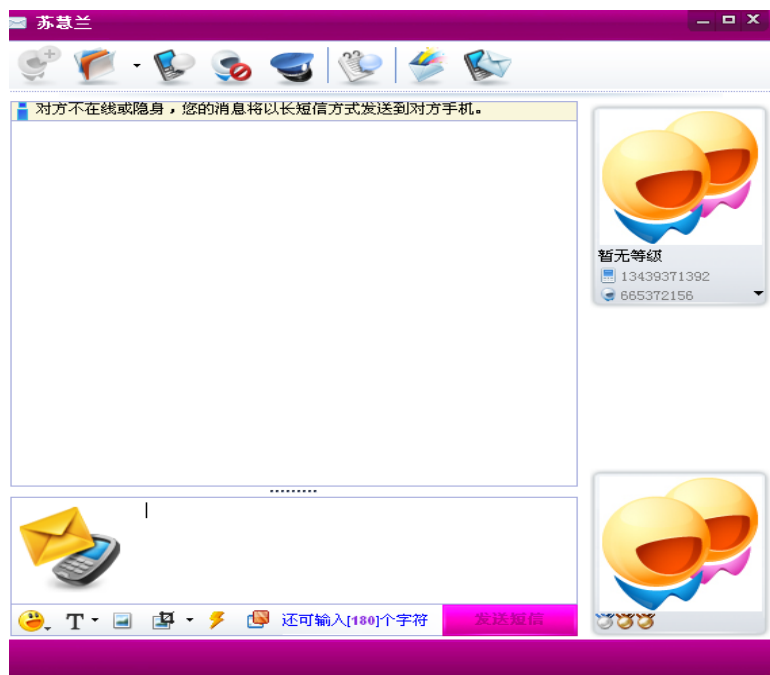 苏慧兰
对方不在线或隐身，您的消息将以长短信方式发送到对方手机。
暂无等级
13439371392
665372156
T
还可输入[180]个字符
发送短信